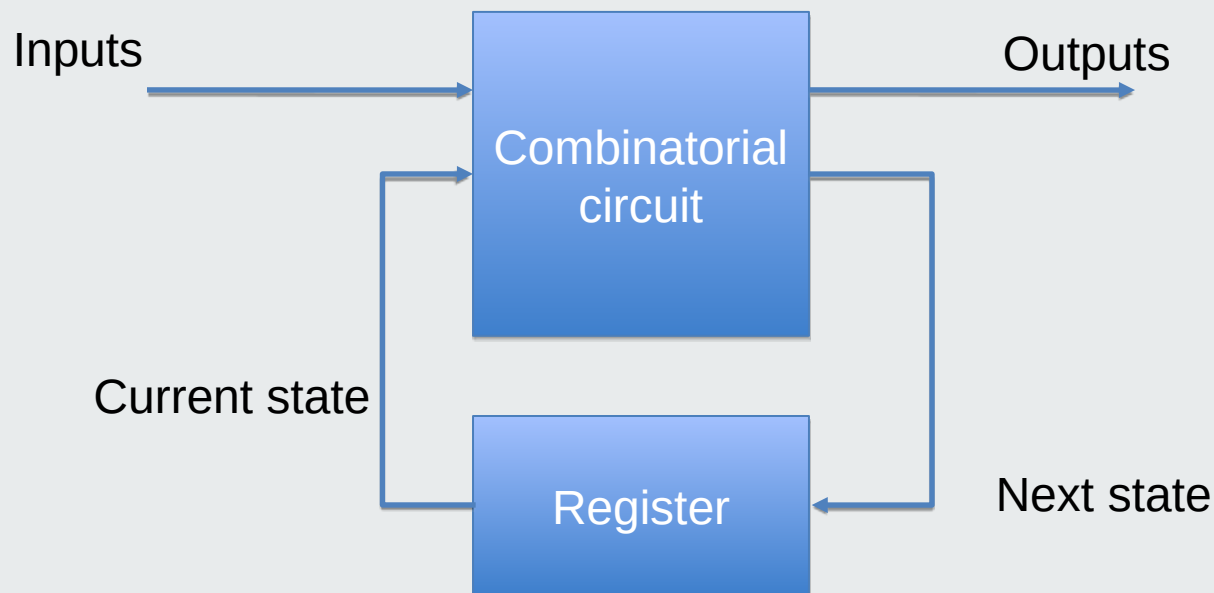 Inputs
Outputs
Combinatorial
circuit
Current state
Register
Next state